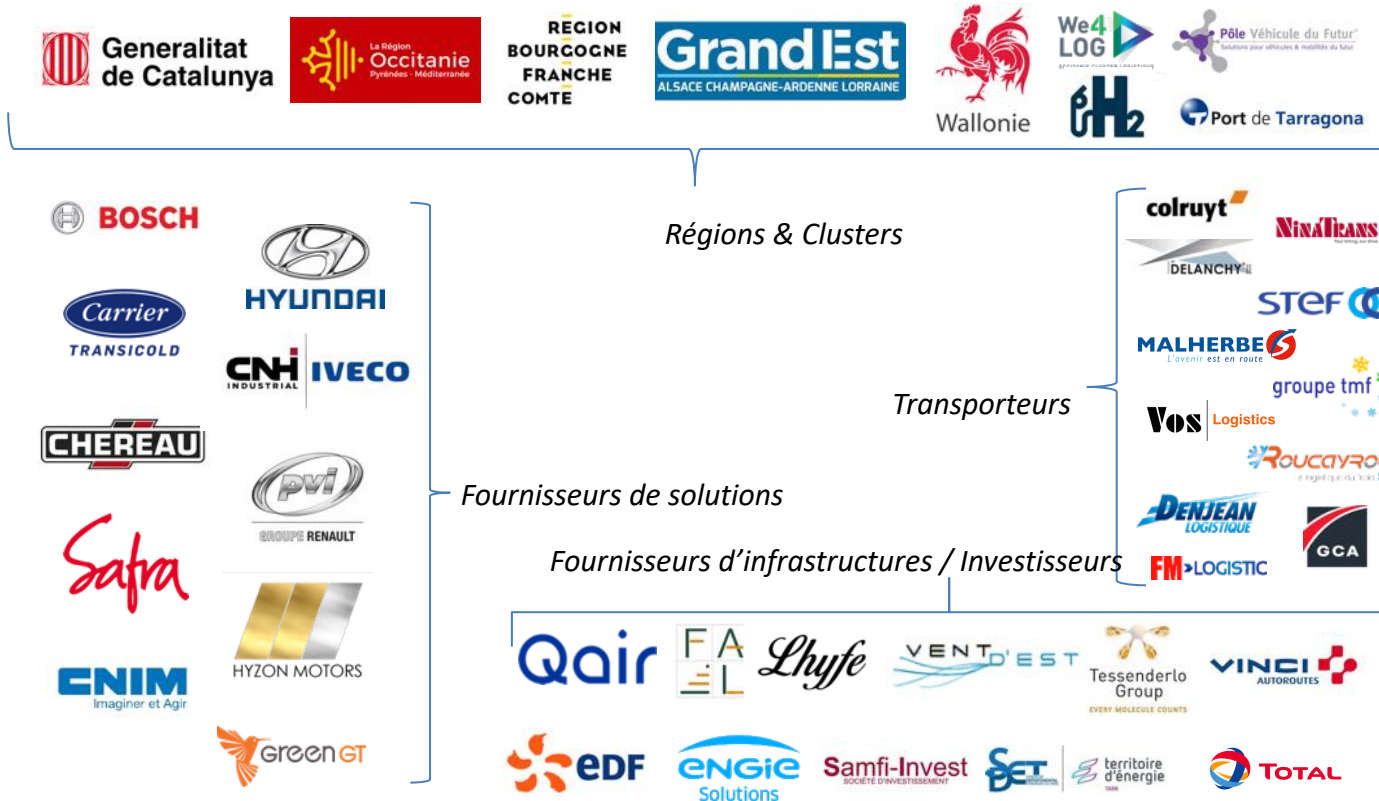 Generalitat
de Catalunya
La Région
Occitanie
Pyrénées - Méditerranée
REGION
BOURGOGNE
FRANCHE
COMTE
Grand Est
ALSACE CHAMPAGNE-ARDENNE LORRAINE
Wallonie
We4
LOG
Pôle Véhicule du Futur
Solutions pour véhicules & mobilités du futur
H2
Port de Tarragona
Régions & Clusters
BOSCH
HYUNDAI
Carrier
TRANSICOLD
CNH
INDUSTRIAL
IVECO
CHEREAU
pvi
GROUPE RENAULT
Safra
HYZON MOTORS
CNIM
Imaginer et Agir
GreenGT
Fournisseurs de solutions
Transporteurs
colruyt
NINATRANS
DELANCHY
STEF
MALHERBE
L'avenir est en route
groupe tmf
Vos Logistics
ROUCAYRO
DENJEAN
LOGISTIQUE
GCA
FM>LOGISTIC
Fournisseurs d'infrastructures / Investisseurs
Qair
Lhyfe
VENT D'EST
Tessenderlo
Group
EVERY MOLECULE COUNTS
VINCI
AUTOROUTES
eDF
ENGIE
Solutions
Samfi-Invest
SOCIÉTÉ D'INVESTISSEMENT
territoire
d'énergie
TARN
TOTAL